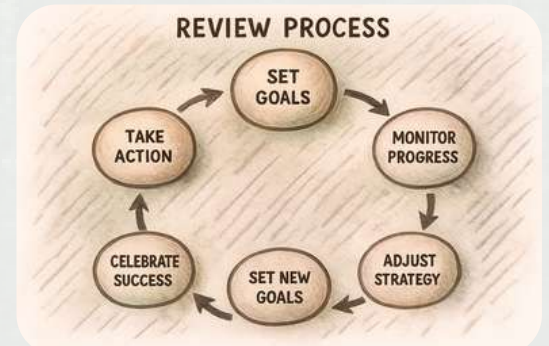 REVIEW PROCESS
SET
GOALS
MONITOR
PROGRESS
ADJUST
STRATEGY
SET NEW
GOALS
CELEBRATE
SUCCESS
TAKE
ACTION